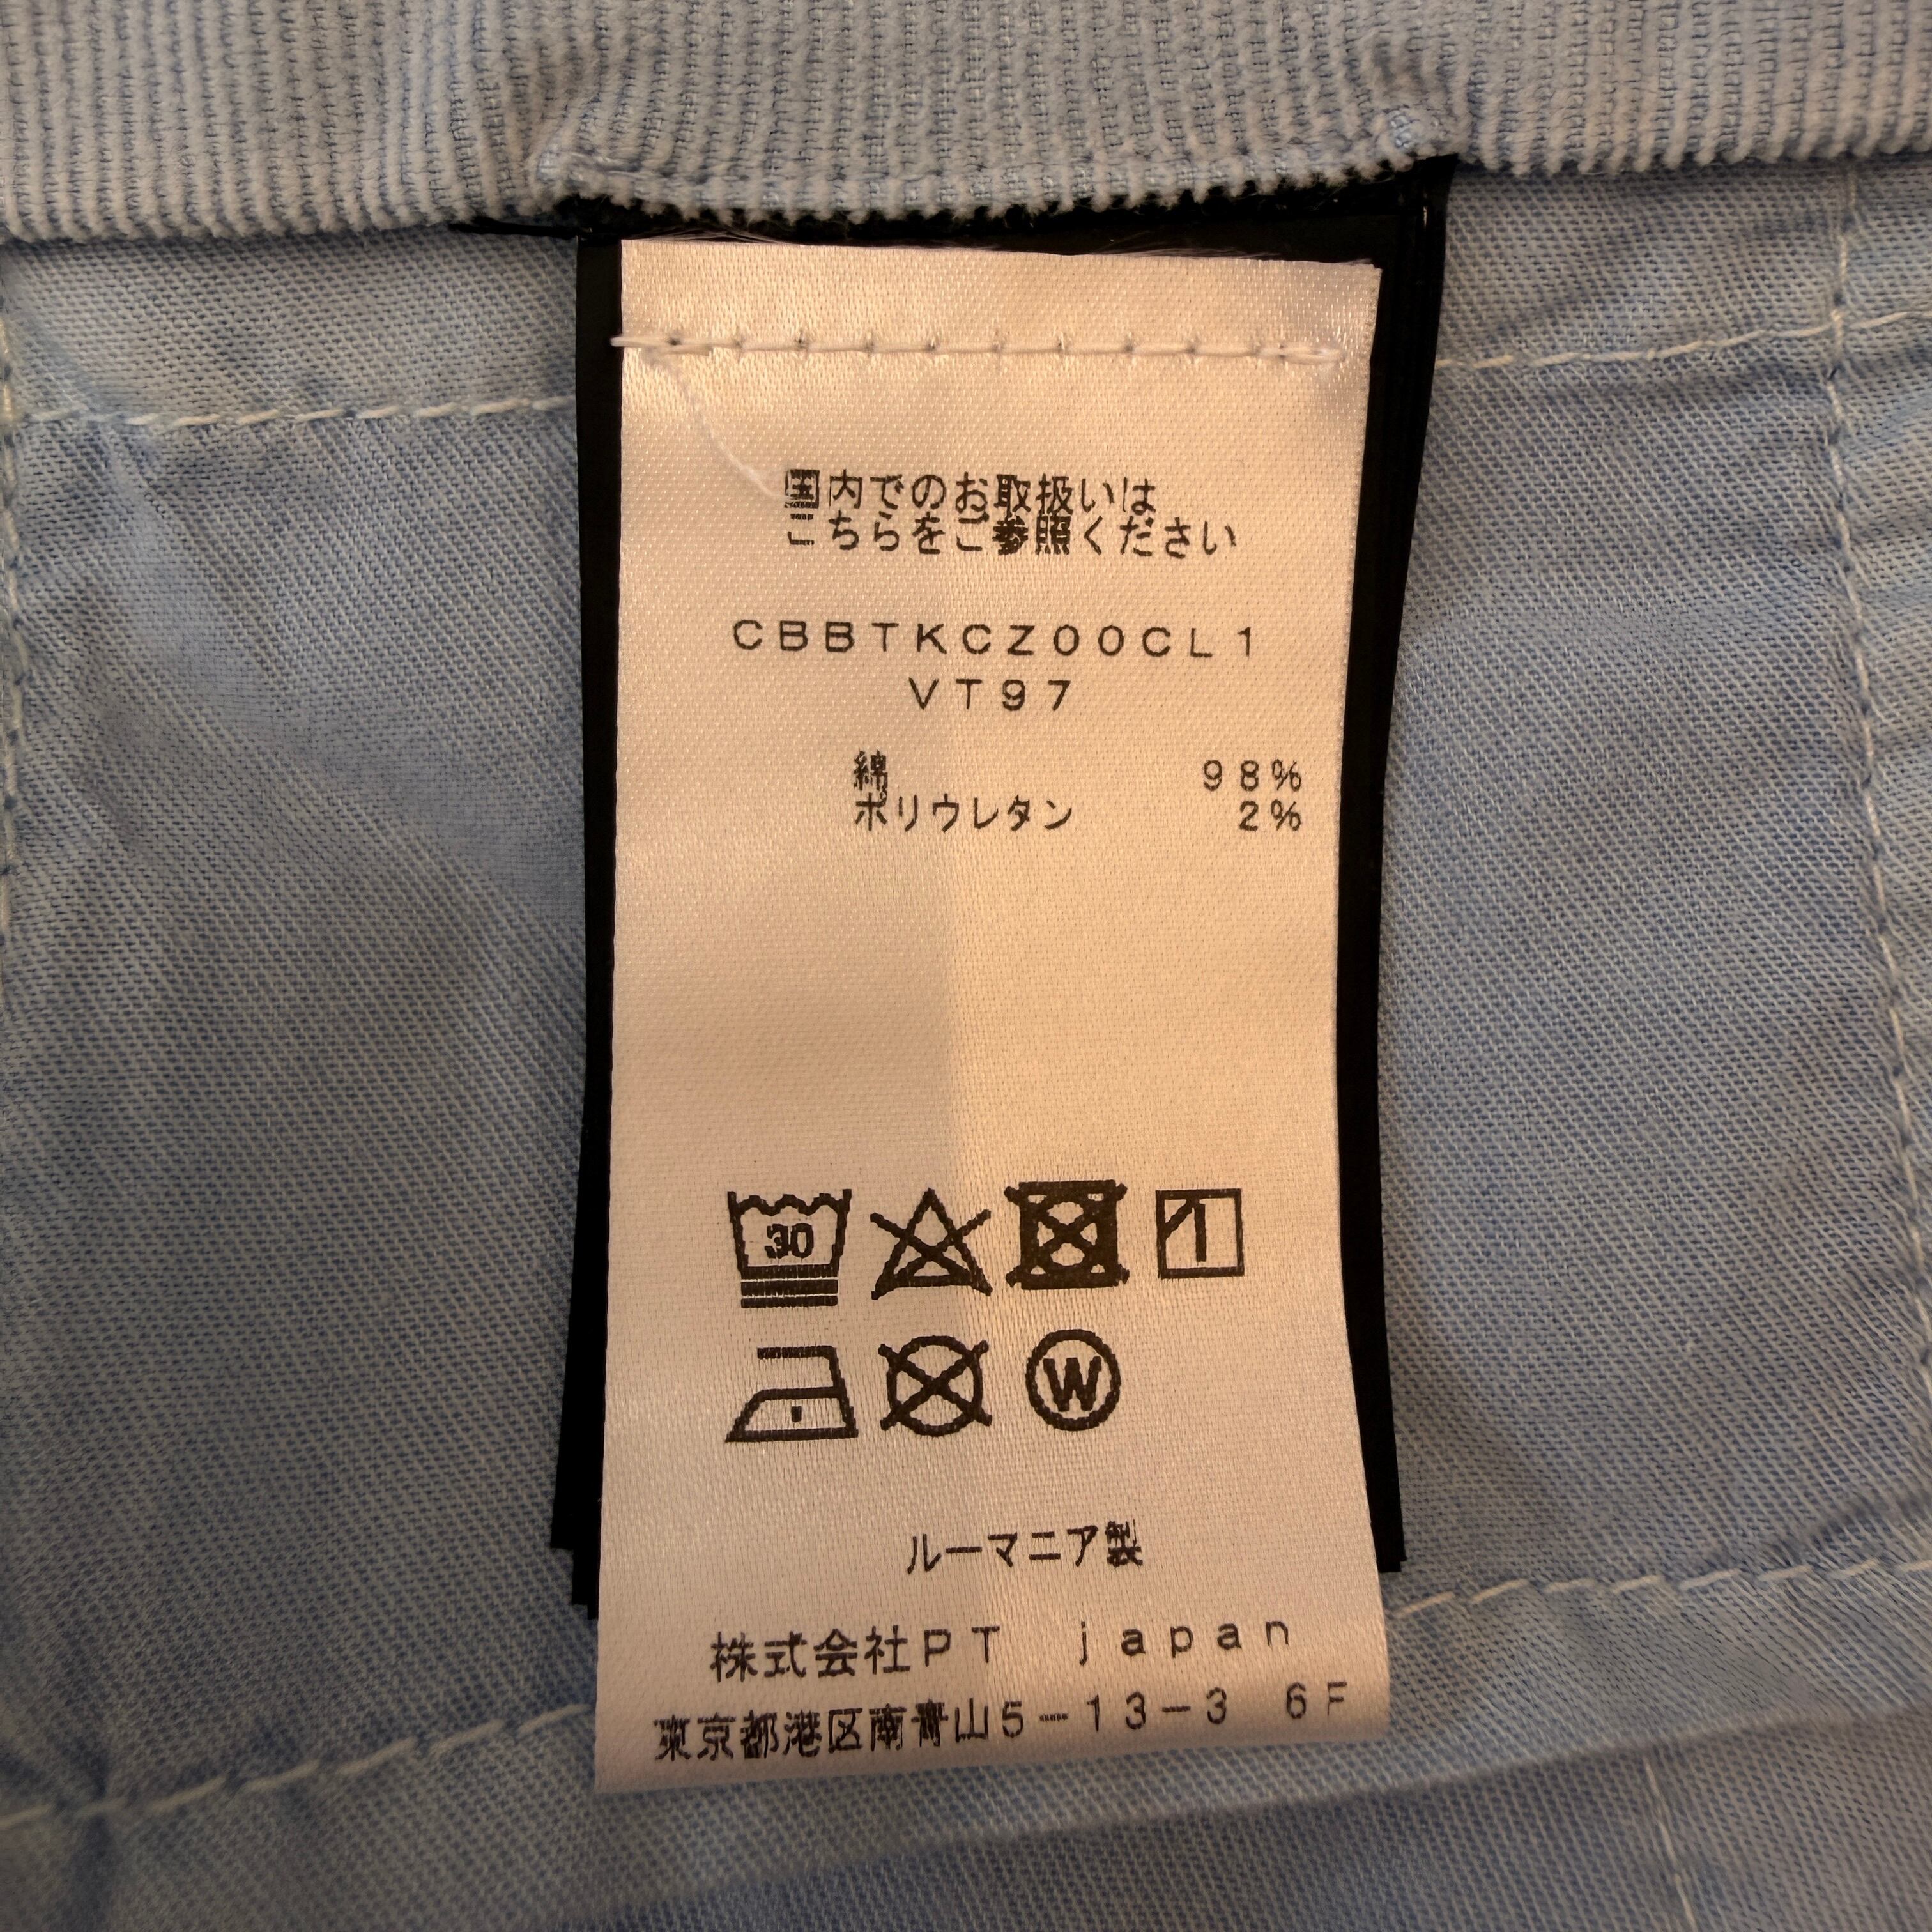 国内でのお取扱いは
こちらをご参照ください
CBBTKCZ00CL1
VT97
綿 98%
ポリウレタン 2%
30
W
ルーマニア製
株式会社PT japan
東京都港区南青山5-13-3 6F